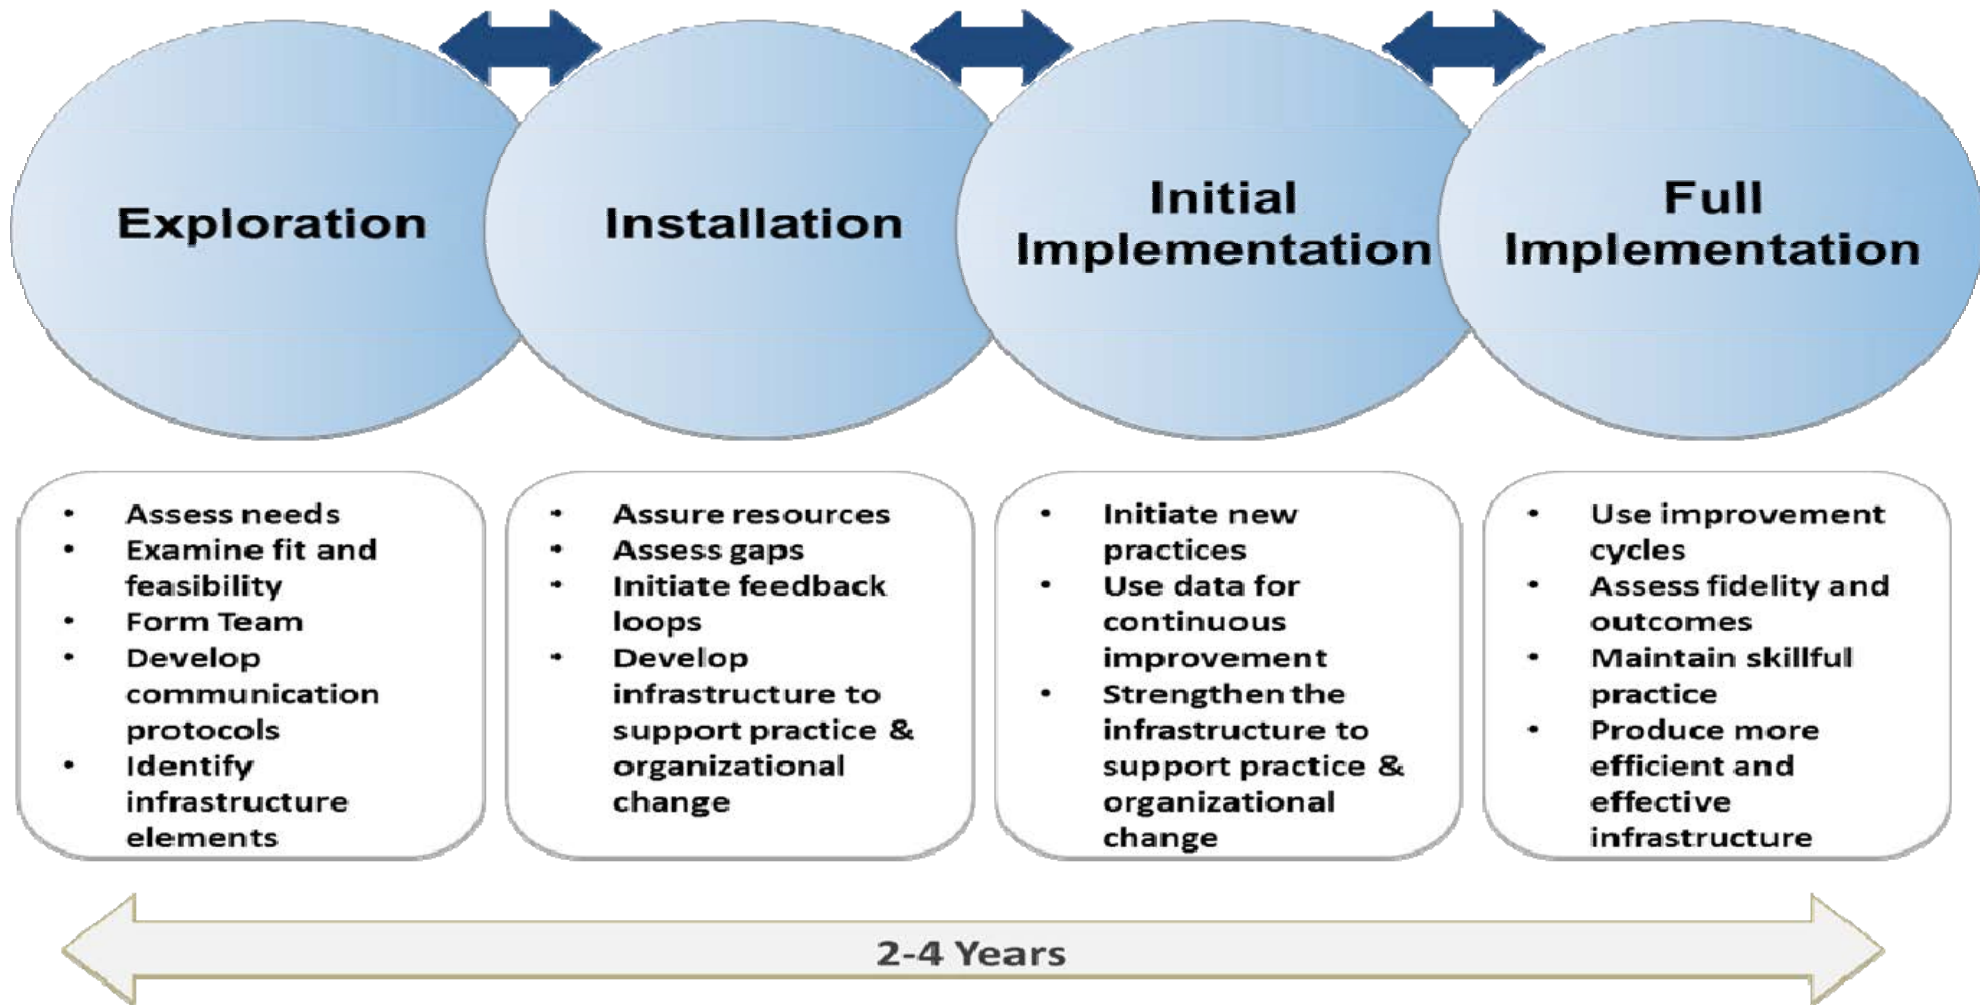 Exploration
Installation
Initial
Implementation
Full
Implementation
• Assess needs
• Examine fit and
feasibility
• Form Team
• Develop
communication
protocols
• Identify
infrastructure
elements
• Assure resources
• Assess gaps
• Initiate feedback
loops
• Develop
infrastructure to
support practice &
organizational
change
• Initiate new
practices
• Use data for
continuous
improvement
• Strengthen the
infrastructure to
support practice &
organizational
change
• Use improvement
cycles
• Assess fidelity and
outcomes
• Maintain skillful
practice
• Produce more
efficient and
effective
infrastructure
2-4 Years